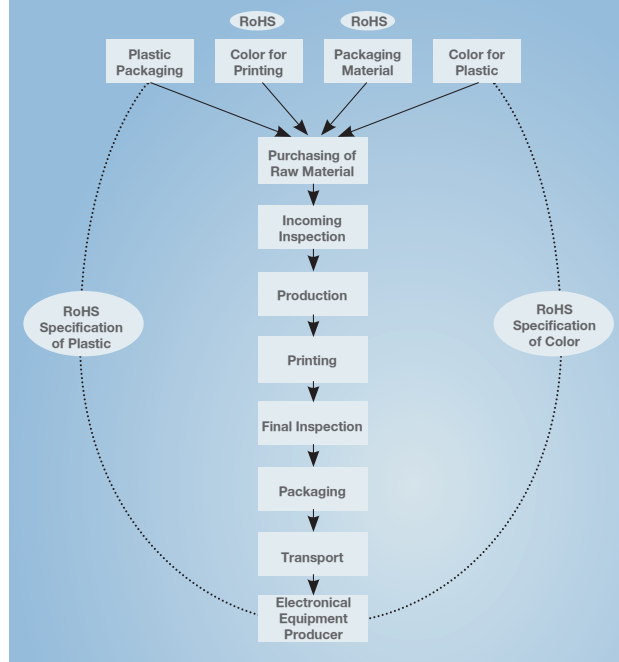 RoHS
RoHS
Plastic
Packaging
Color for
Printing
Packaging
Material
Color for
Plastic
Purchasing of
Raw Material
Incoming
Inspection
Production
RoHS
Specification
of Plastic
RoHS
Specification
of Color
Printing
Final Inspection
Packaging
Transport
Electronical
Equipment
Producer